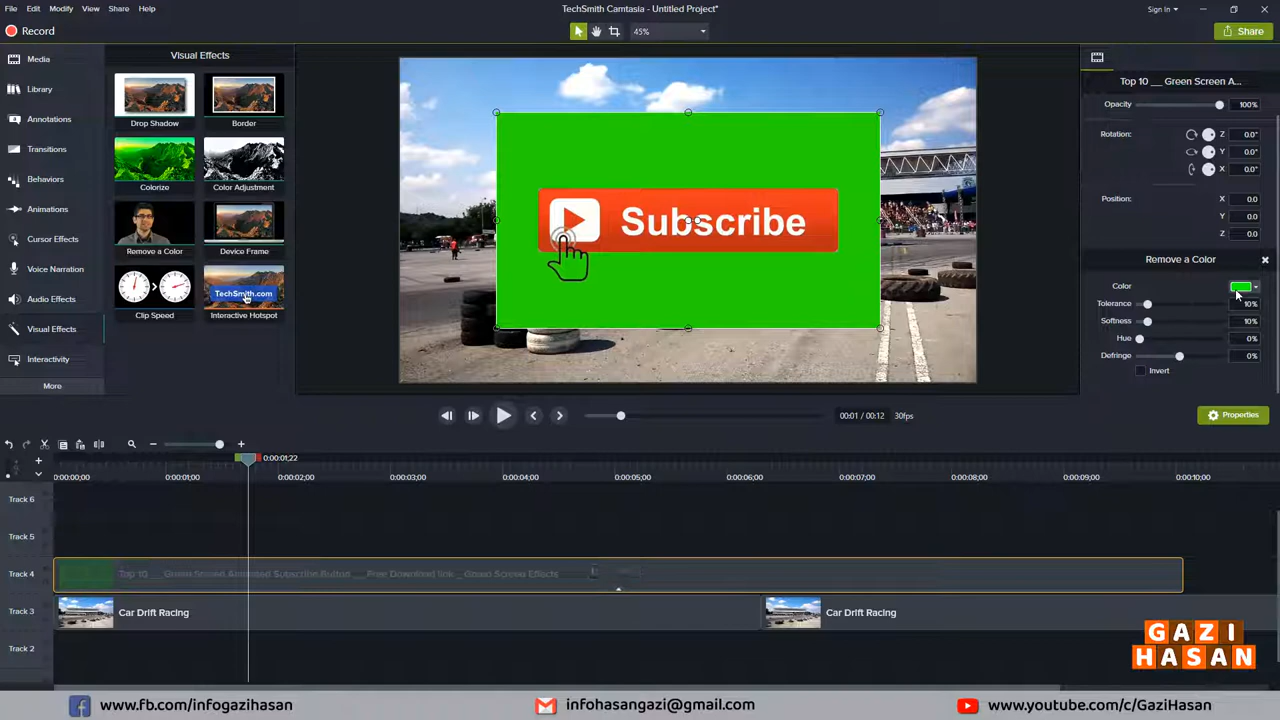 File Edit Modify View Share Help
TechSmith Camtasia - Untitled Project*
Sign In
Record
45%
Share
Media
Library
Annotations
Transitions
Behaviors
Animations
Cursor Effects
Voice Narration
Audio Effects
Visual Effects
Interactivity
More
Visual Effects
Drop Shadow
Border
Colorize
Color Adjustment
Remove a Color
Device Frame
TechSmith.com
Clip Speed
Interactive Hotspot
Subscribe
Top 10 __ Green Screen A...
Opacity 100%
Rotation: Z 0.0°
Y 0.0°
X 0.0°
Position: X 0.0
Y 0.0
Z 0.0
Remove a Color
Color
Tolerance 10%
Softness 10%
Hue 0%
Defringe 0%
Invert
00:01 / 00:12 30fps
Properties
0:00:01;22
0:00:00;00 0:00:01;00 0:00:02;00 0:00:03;00 0:00:04;00 0:00:05;00 0:00:06;00 0:00:07;00 0:00:08;00 0:00:09;00 0:00:10;00
Track 6
Track 5
Track 4
Top 10 __ Green Screen Animated Subscribe Button __ Free Download link _ Green Screen Effects
Track 3
Car Drift Racing
Car Drift Racing
Track 2
GAZI
HASAN
www.fb.com/infogazihasan
infohasangazi@gmail.com
www.youtube.com/c/GaziHasan